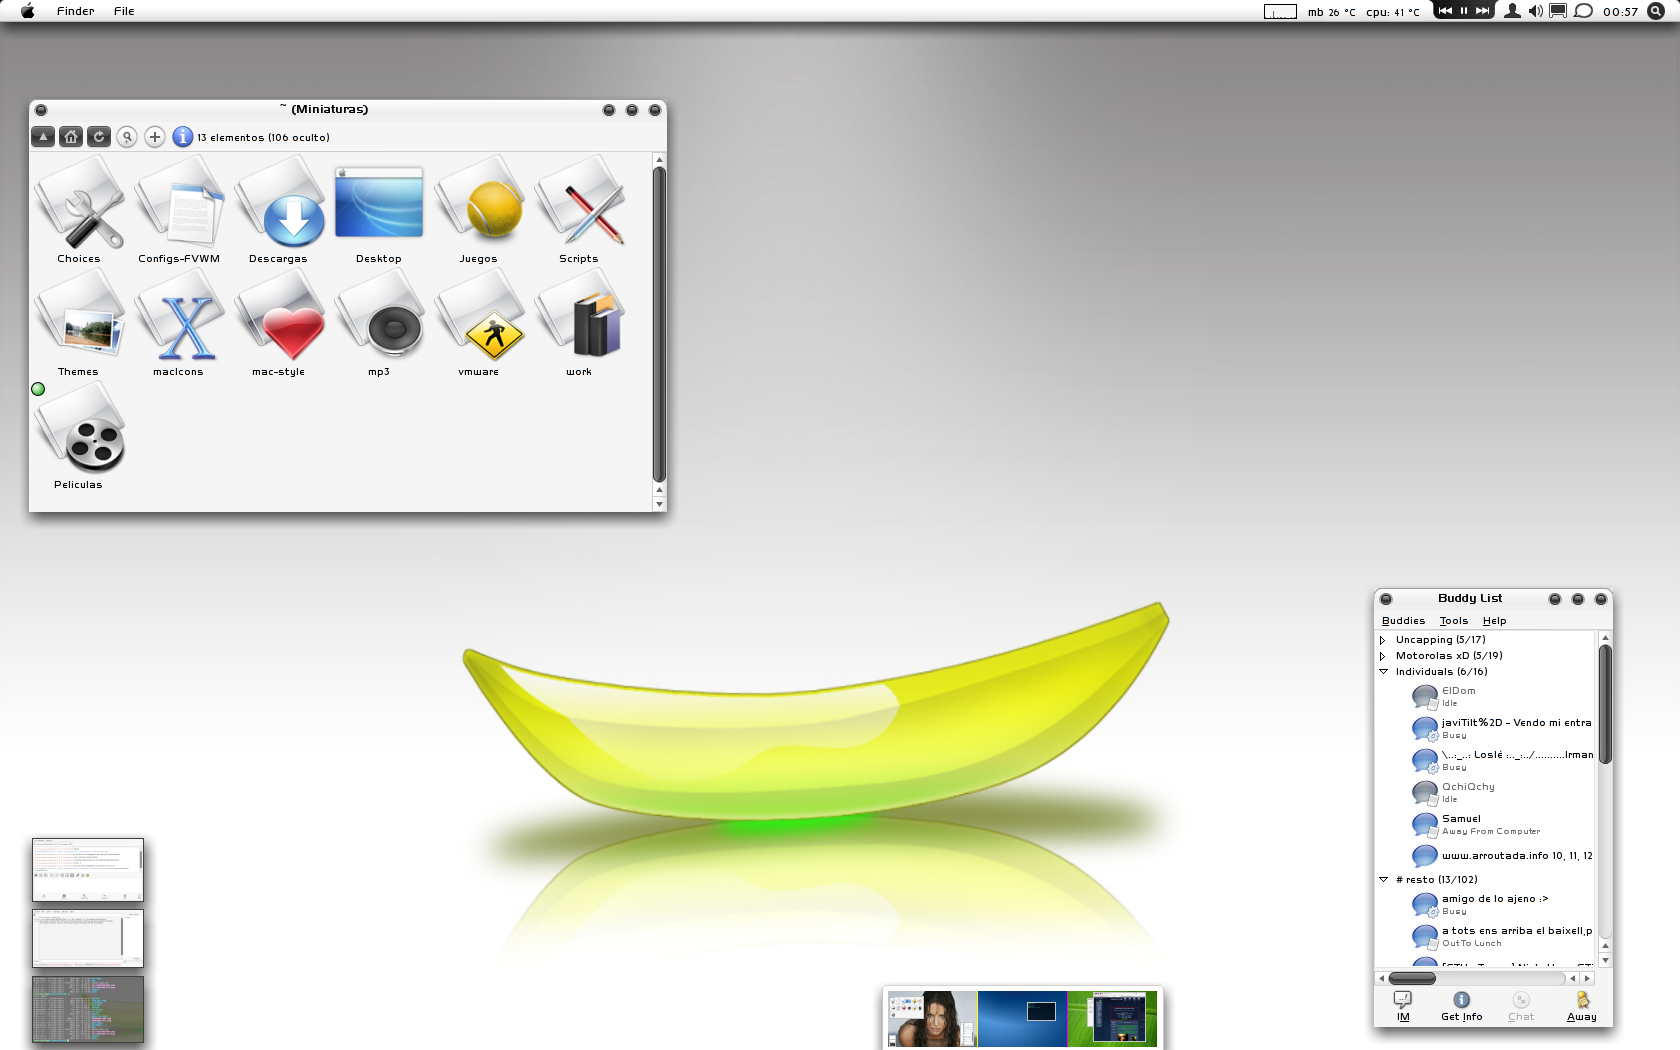 Finder File
mb 26 °C cpu: 41 °C 00:57
~ (Miniaturas)
13 elementos (106 oculto)
Choices Configs-FVWM Descargas Desktop Juegos Scripts
Themes macIcons mac-style mp3 vmware work
Peliculas
Buddy List
Buddies Tools Help
Uncapping (5/17)
Motorolas xD (5/19)
Individuals (6/16)
ElDom
Idle
javiTilt%2D - Vendo mi entra
Busy
\..:_..: Loslé :.._:../..........Irman
Busy
QchiQchy
Idle
Samuel
Away From Computer
www.arroutada.info 10, 11, 12
# resto (13/102)
amigo de lo ajeno :>
Busy
a tots ens arriba el baixell,p
Out To Lunch
IM Get Info Chat Away